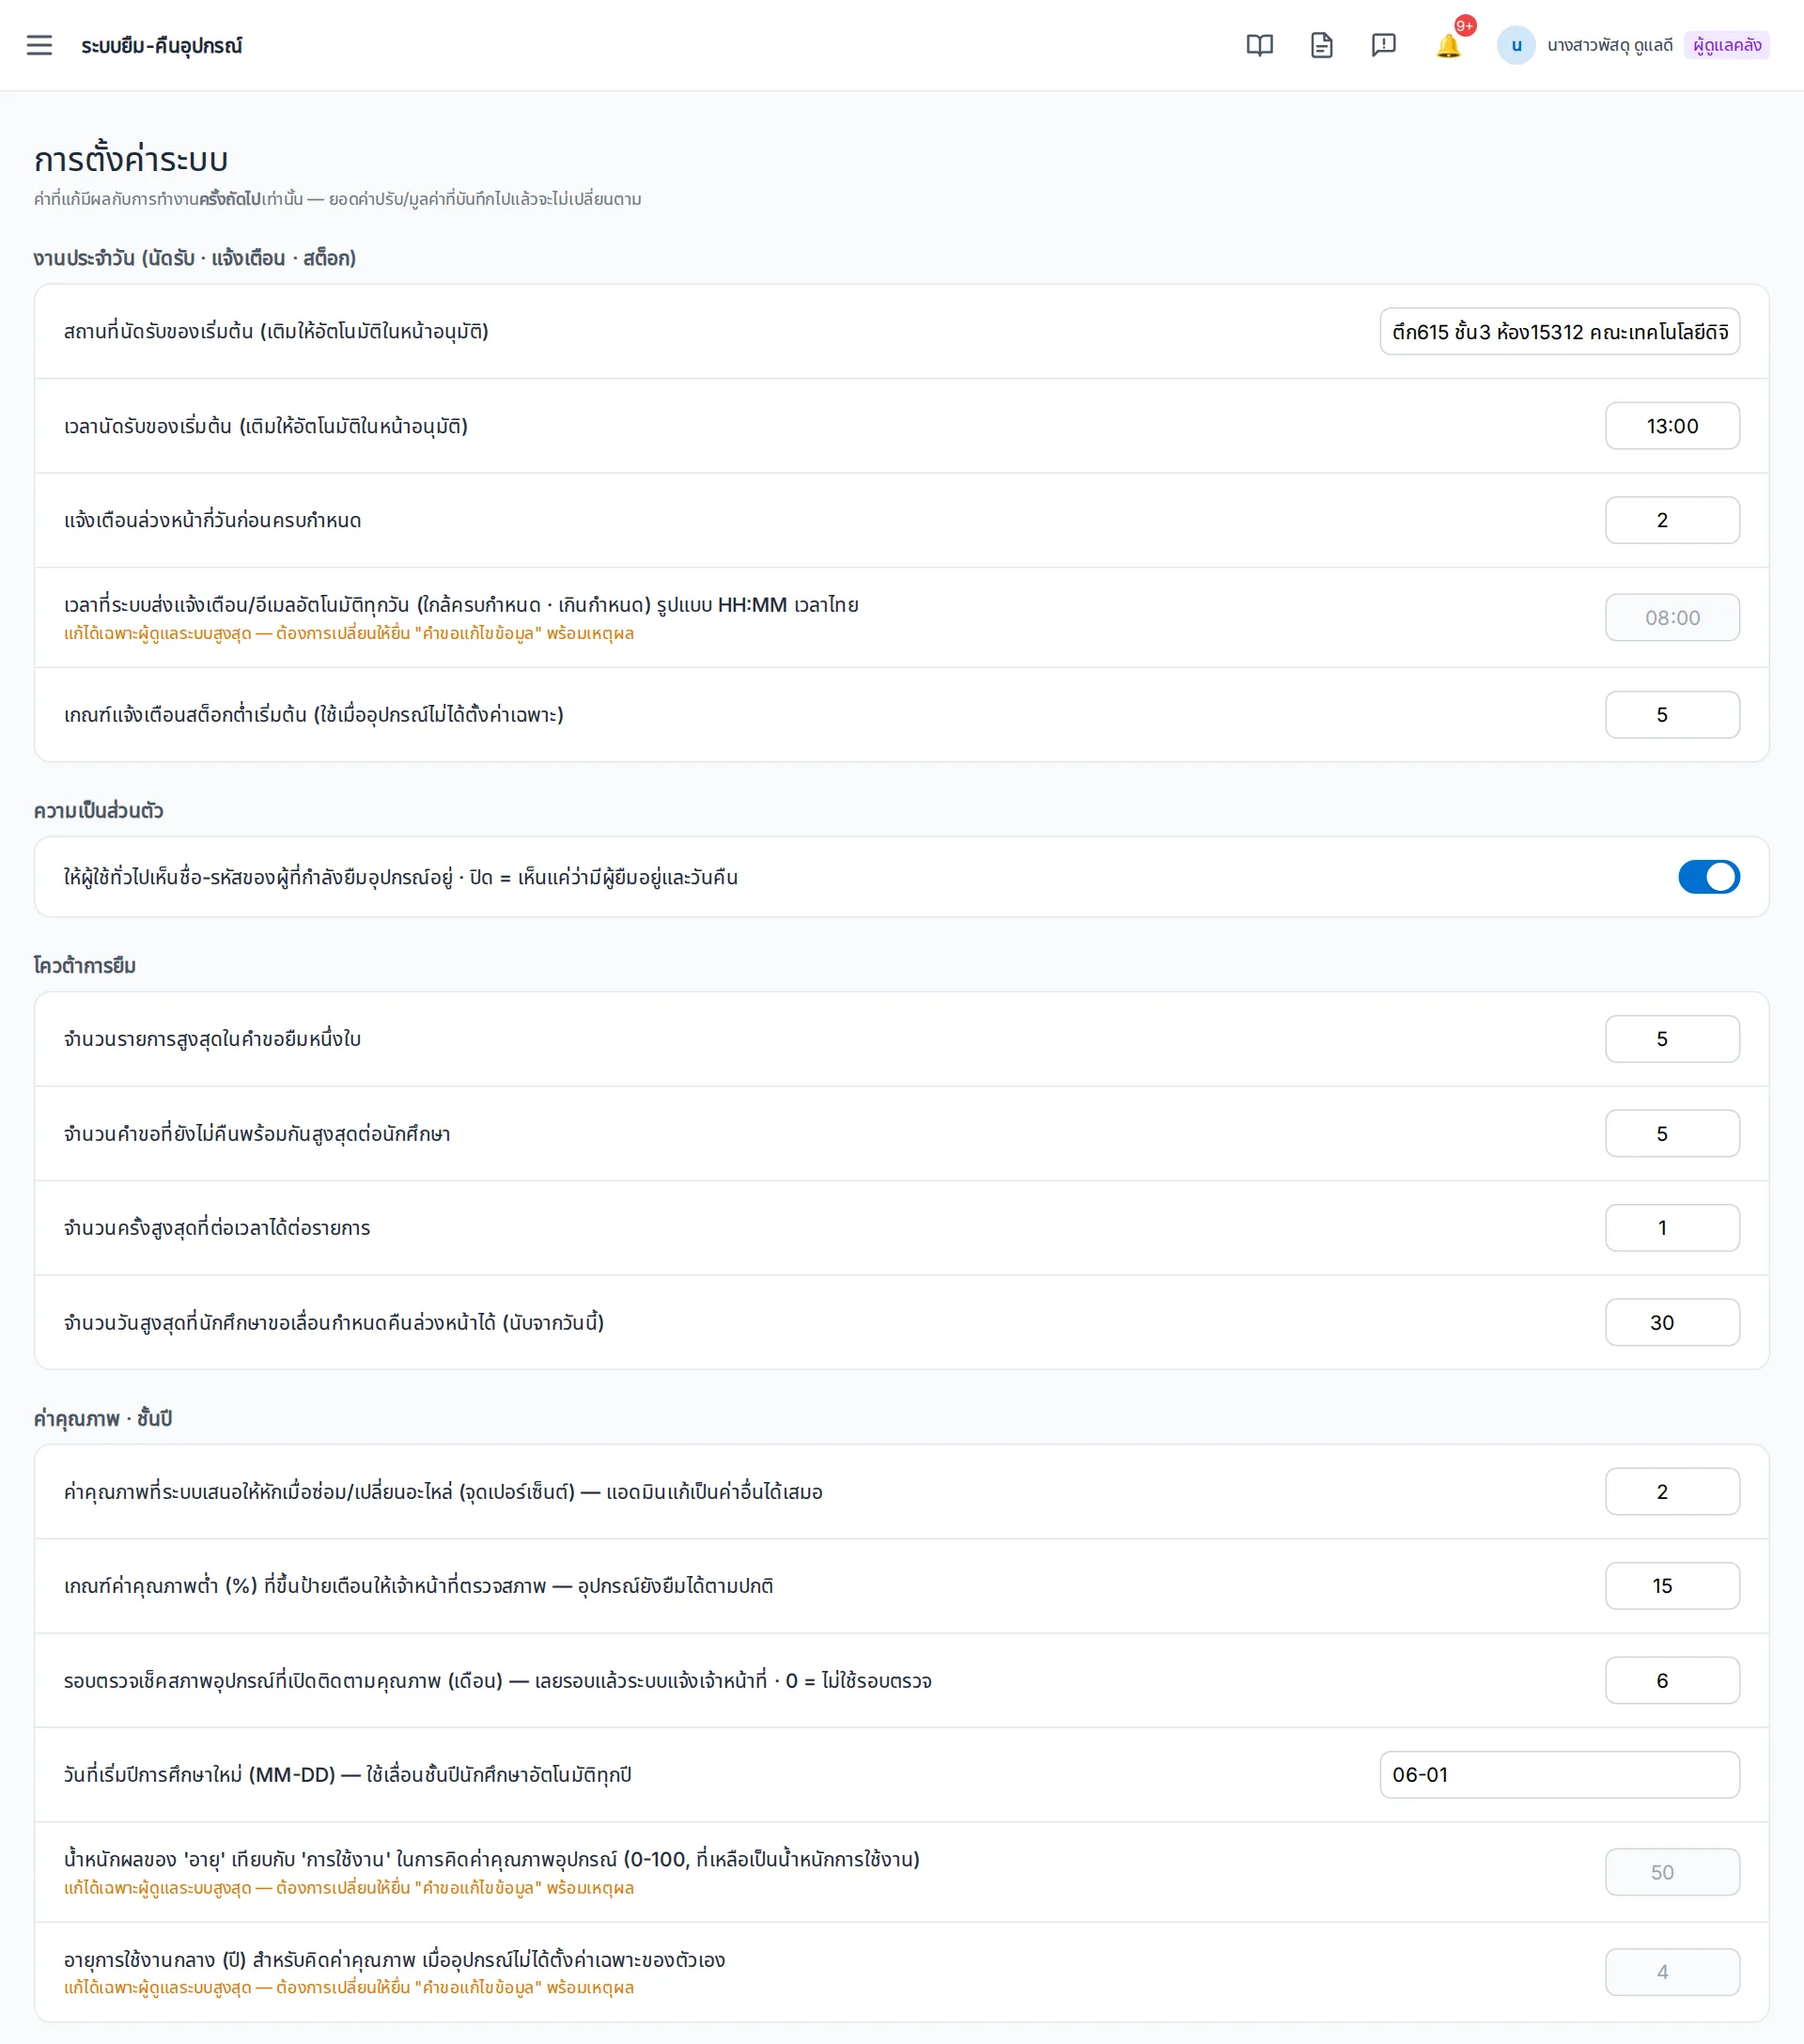 ระบบยืม-คืนอุปกรณ์
9+
น
นางสาวพัสดุ ดูแลดี
ผู้ดูแลคลัง
การตั้งค่าระบบ
ค่าที่แก้มีผลกับการทำงานครั้งถัดไปเท่านั้น — ยอดค่าปรับ/มูลค่าที่บันทึกไปแล้วจะไม่เปลี่ยนตาม
งานประจำวัน (นัดรับ · แจ้งเตือน · สต็อก)
สถานที่นัดรับของเริ่มต้น (เติมให้อัตโนมัติในหน้าอนุมัติ)
ตึก615 ชั้น3 ห้อง15312 คณะเทคโนโลยีดิจิ
เวลานัดรับของเริ่มต้น (เติมให้อัตโนมัติในหน้าอนุมัติ)
13:00
แจ้งเตือนล่วงหน้ากี่วันก่อนครบกำหนด
2
เวลาที่ระบบส่งแจ้งเตือน/อีเมลอัตโนมัติทุกวัน (ใกล้ครบกำหนด · เกินกำหนด) รูปแบบ HH:MM เวลาไทย
แก้ได้เฉพาะผู้ดูแลระบบสูงสุด — ต้องการเปลี่ยนให้ยื่น "คำขอแก้ไขข้อมูล" พร้อมเหตุผล
08:00
เกณฑ์แจ้งเตือนสต็อกต่ำเริ่มต้น (ใช้เมื่ออุปกรณ์ไม่ได้ตั้งค่าเฉพาะ)
5
ความเป็นส่วนตัว
ให้ผู้ใช้ทั่วไปเห็นชื่อ-รหัสของผู้ที่กำลังยืมอุปกรณ์อยู่ · ปิด = เห็นแค่ว่ามีผู้ยืมอยู่และวันคืน
โควต้าการยืม
จำนวนรายการสูงสุดในคำขอยืมหนึ่งใบ
5
จำนวนคำขอที่ยังไม่คืนพร้อมกันสูงสุดต่อนักศึกษา
5
จำนวนครั้งสูงสุดที่ต่อเวลาได้ต่อรายการ
1
จำนวนวันสูงสุดที่นักศึกษาขอเลื่อนกำหนดคืนล่วงหน้าได้ (นับจากวันนี้)
30
ค่าคุณภาพ · ชั้นปี
ค่าคุณภาพที่ระบบเสนอให้หักเมื่อซ่อม/เปลี่ยนอะไหล่ (จุดเปอร์เซ็นต์) — แอดมินแก้เป็นค่าอื่นได้เสมอ
2
เกณฑ์ค่าคุณภาพต่ำ (%) ที่ขึ้นป้ายเตือนให้เจ้าหน้าที่ตรวจสภาพ — อุปกรณ์ยังยืมได้ตามปกติ
15
รอบตรวจเช็คสภาพอุปกรณ์ที่เปิดติดตามคุณภาพ (เดือน) — เลยรอบแล้วระบบแจ้งเจ้าหน้าที่ · 0 = ไม่ใช้รอบตรวจ
6
วันที่เริ่มปีการศึกษาใหม่ (MM-DD) — ใช้เลื่อนชั้นปีนักศึกษาอัตโนมัติทุกปี
06-01
น้ำหนักผลของ 'อายุ' เทียบกับ 'การใช้งาน' ในการคิดค่าคุณภาพอุปกรณ์ (0-100, ที่เหลือเป็นน้ำหนักการใช้งาน)
แก้ได้เฉพาะผู้ดูแลระบบสูงสุด — ต้องการเปลี่ยนให้ยื่น "คำขอแก้ไขข้อมูล" พร้อมเหตุผล
50
อายุการใช้งานกลาง (ปี) สำหรับคิดค่าคุณภาพ เมื่ออุปกรณ์ไม่ได้ตั้งค่าเฉพาะของตัวเอง
แก้ได้เฉพาะผู้ดูแลระบบสูงสุด — ต้องการเปลี่ยนให้ยื่น "คำขอแก้ไขข้อมูล" พร้อมเหตุผล
4